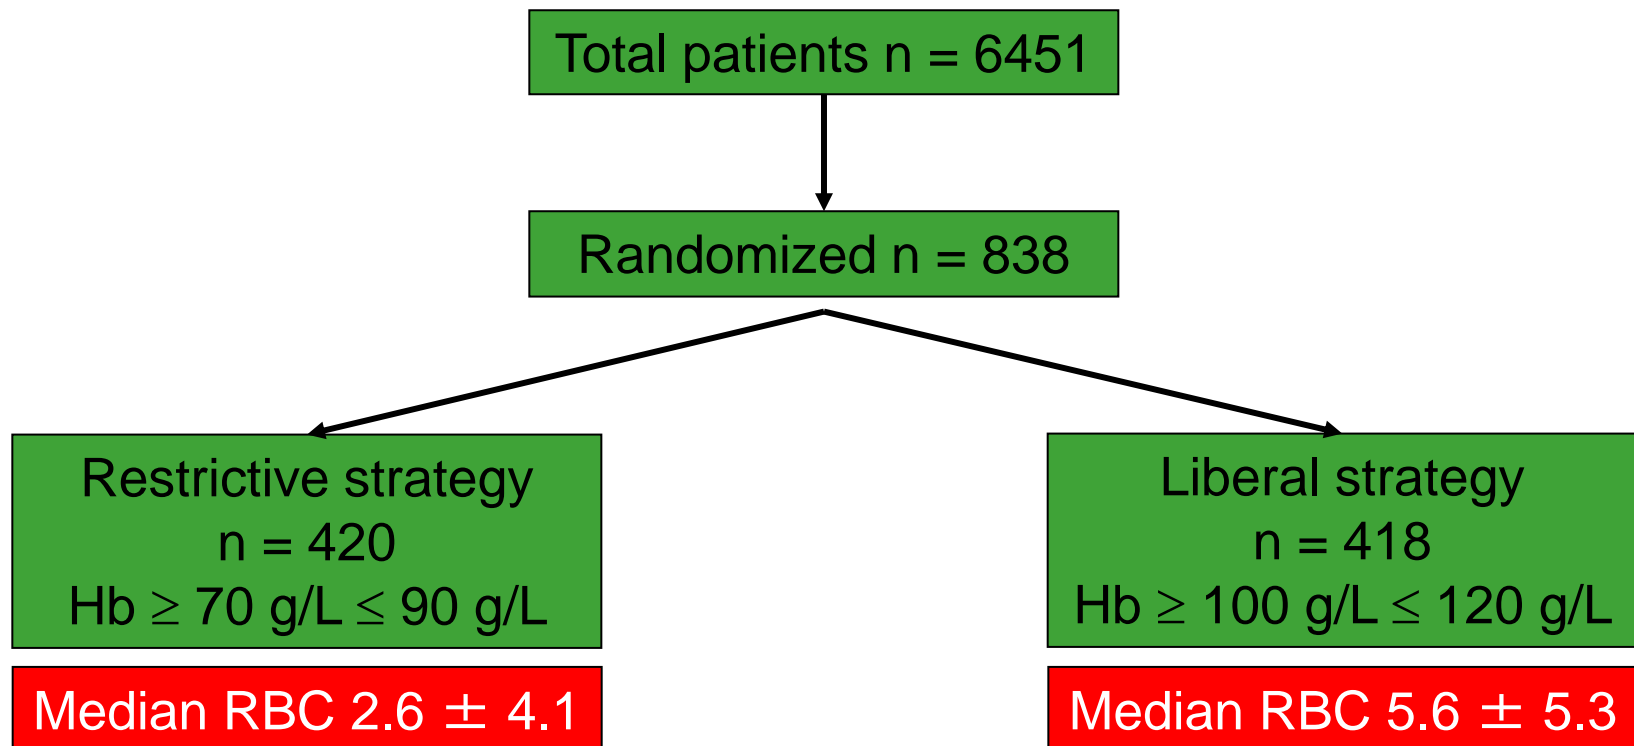 Total patients n = 6451
Randomized n = 838
Restrictive strategy
n = 420
Hb ≥ 70 g/L ≤ 90 g/L
Median RBC 2.6 ± 4.1
Liberal strategy
n = 418
Hb ≥ 100 g/L ≤ 120 g/L
Median RBC 5.6 ± 5.3